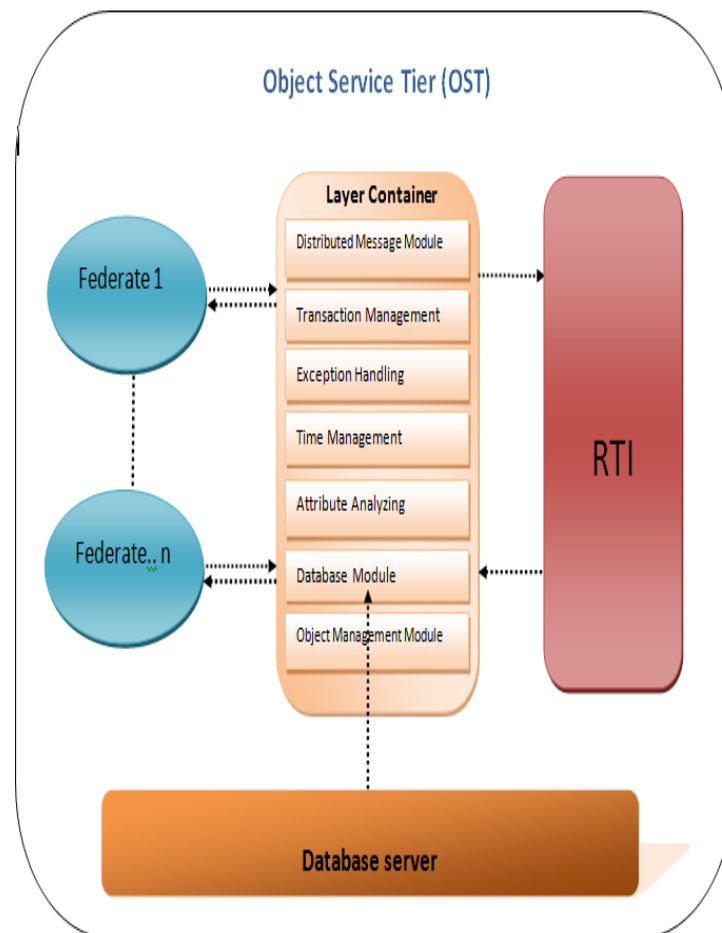 Object Service Tier (OST)
Layer Container
Distributed Message Module
Transaction Management
Exception Handling
Time Management
Attribute Analyzing
Database Module
Object Management Module
Federate 1
Federate.. n
RTI
Database server